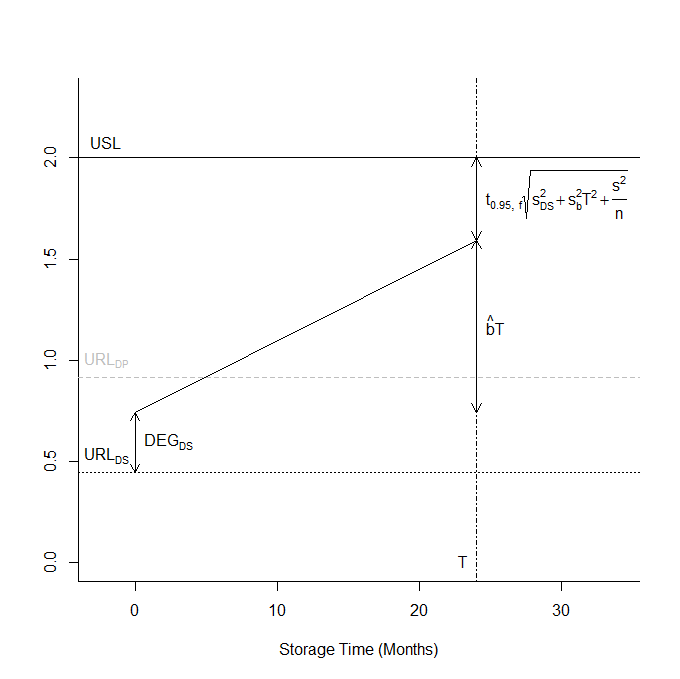 USL
2.0
t0.95, f√(s²DS + s²bT² + s²/n)
1.5
b̂T
URLDP
1.0
DEGDS
URLDS
0.5
0.0
T
0 10 20 30
Storage Time (Months)